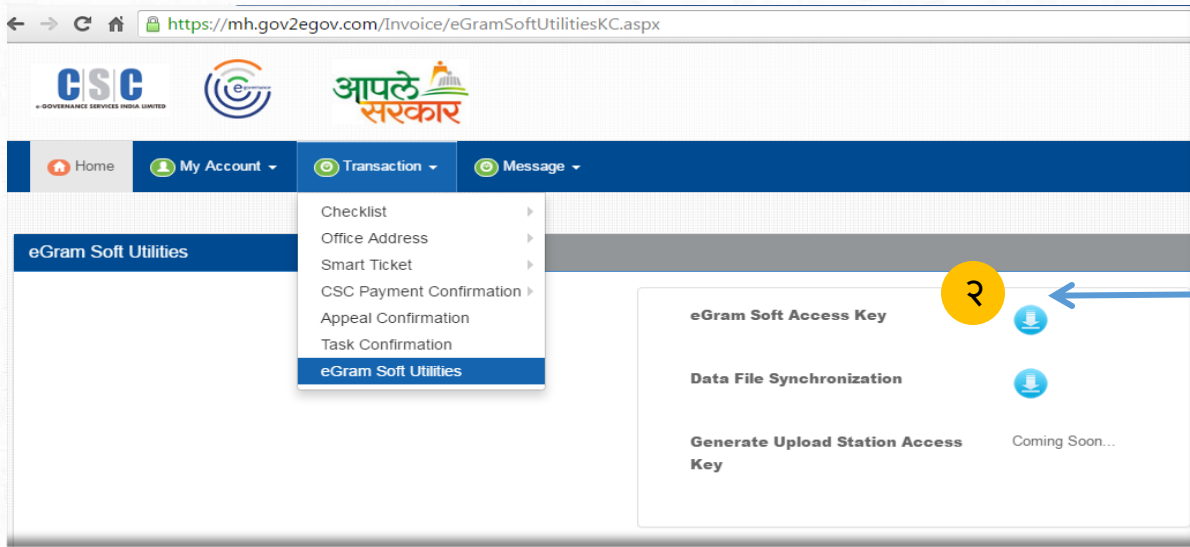 https://mh.gov2egov.com/Invoice/eGramSoftUtilitiesKC.aspx
CSC
e-GOVERNANCE SERVICES INDIA LIMITED
e-governance
आपले
सरकार
Home My Account Transaction Message
Checklist
Office Address
Smart Ticket
CSC Payment Confirmation
Appeal Confirmation
Task Confirmation
eGram Soft Utilities
eGram Soft Utilities
२
eGram Soft Access Key
Data File Synchronization
Generate Upload Station Access Coming Soon...
Key